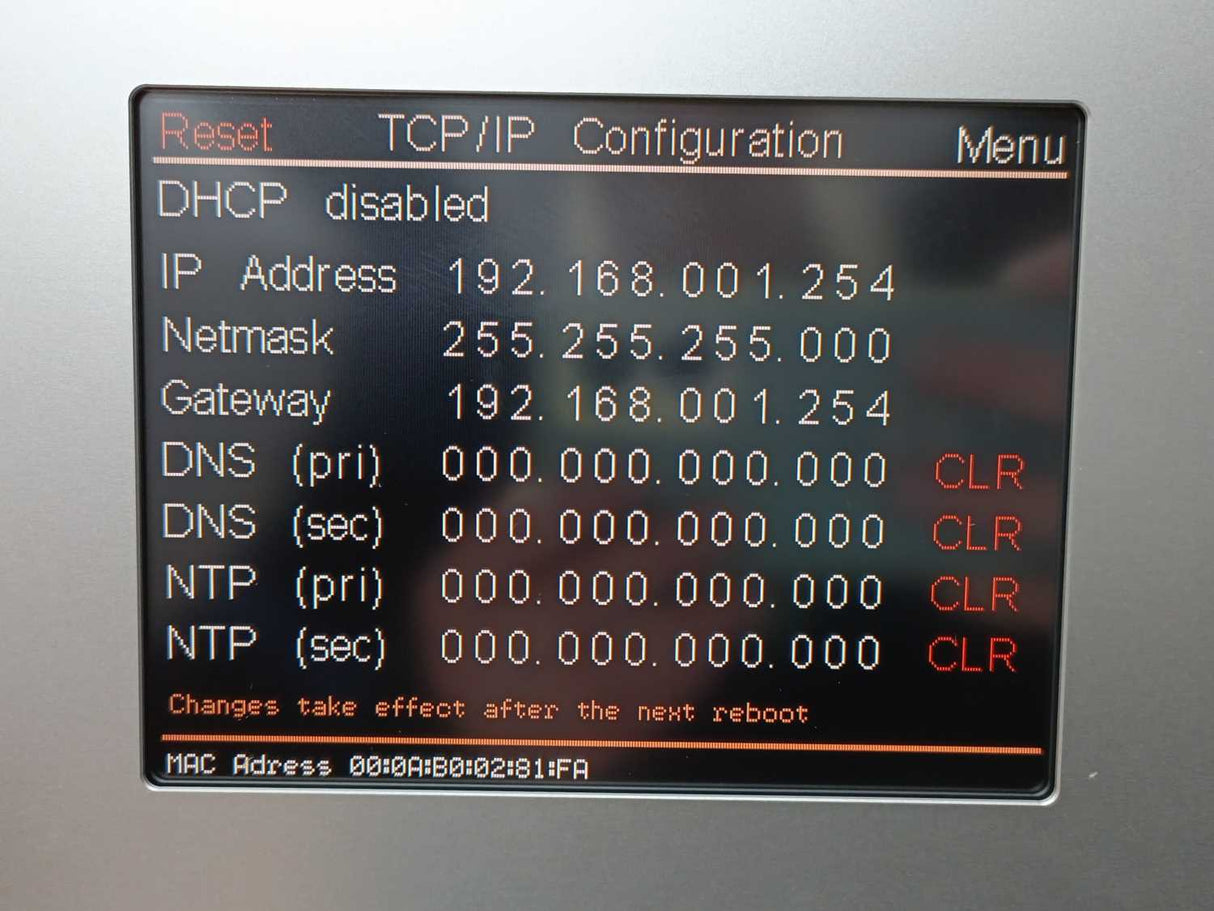 Reset TCP/IP Configuration Menu
DHCP disabled
IP Address 192.168.001.254
Netmask 255.255.255.000
Gateway 192.168.001.254
DNS (pri) 000.000.000.000 CLR
DNS (sec) 000.000.000.000 CLR
NTP (pri) 000.000.000.000 CLR
NTP (sec) 000.000.000.000 CLR
Changes take effect after the next reboot
MAC Adress 00:0A:B0:02:81:FA